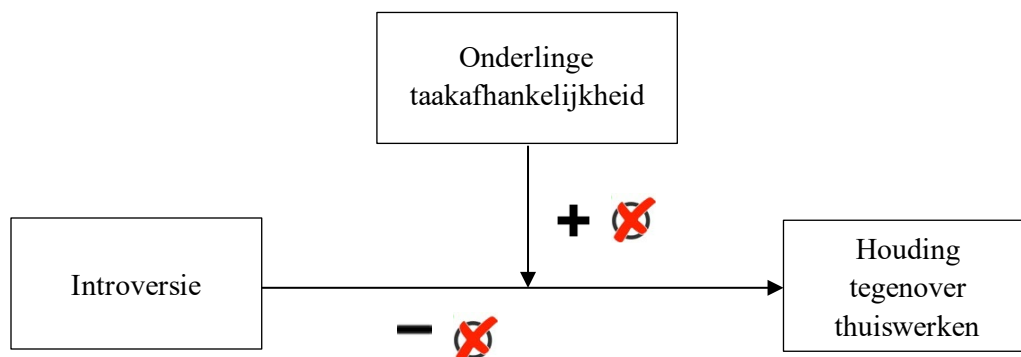 Onderlinge
taakafhankelijkheid
+
Introversie
Houding
tegenover
thuiswerken
-